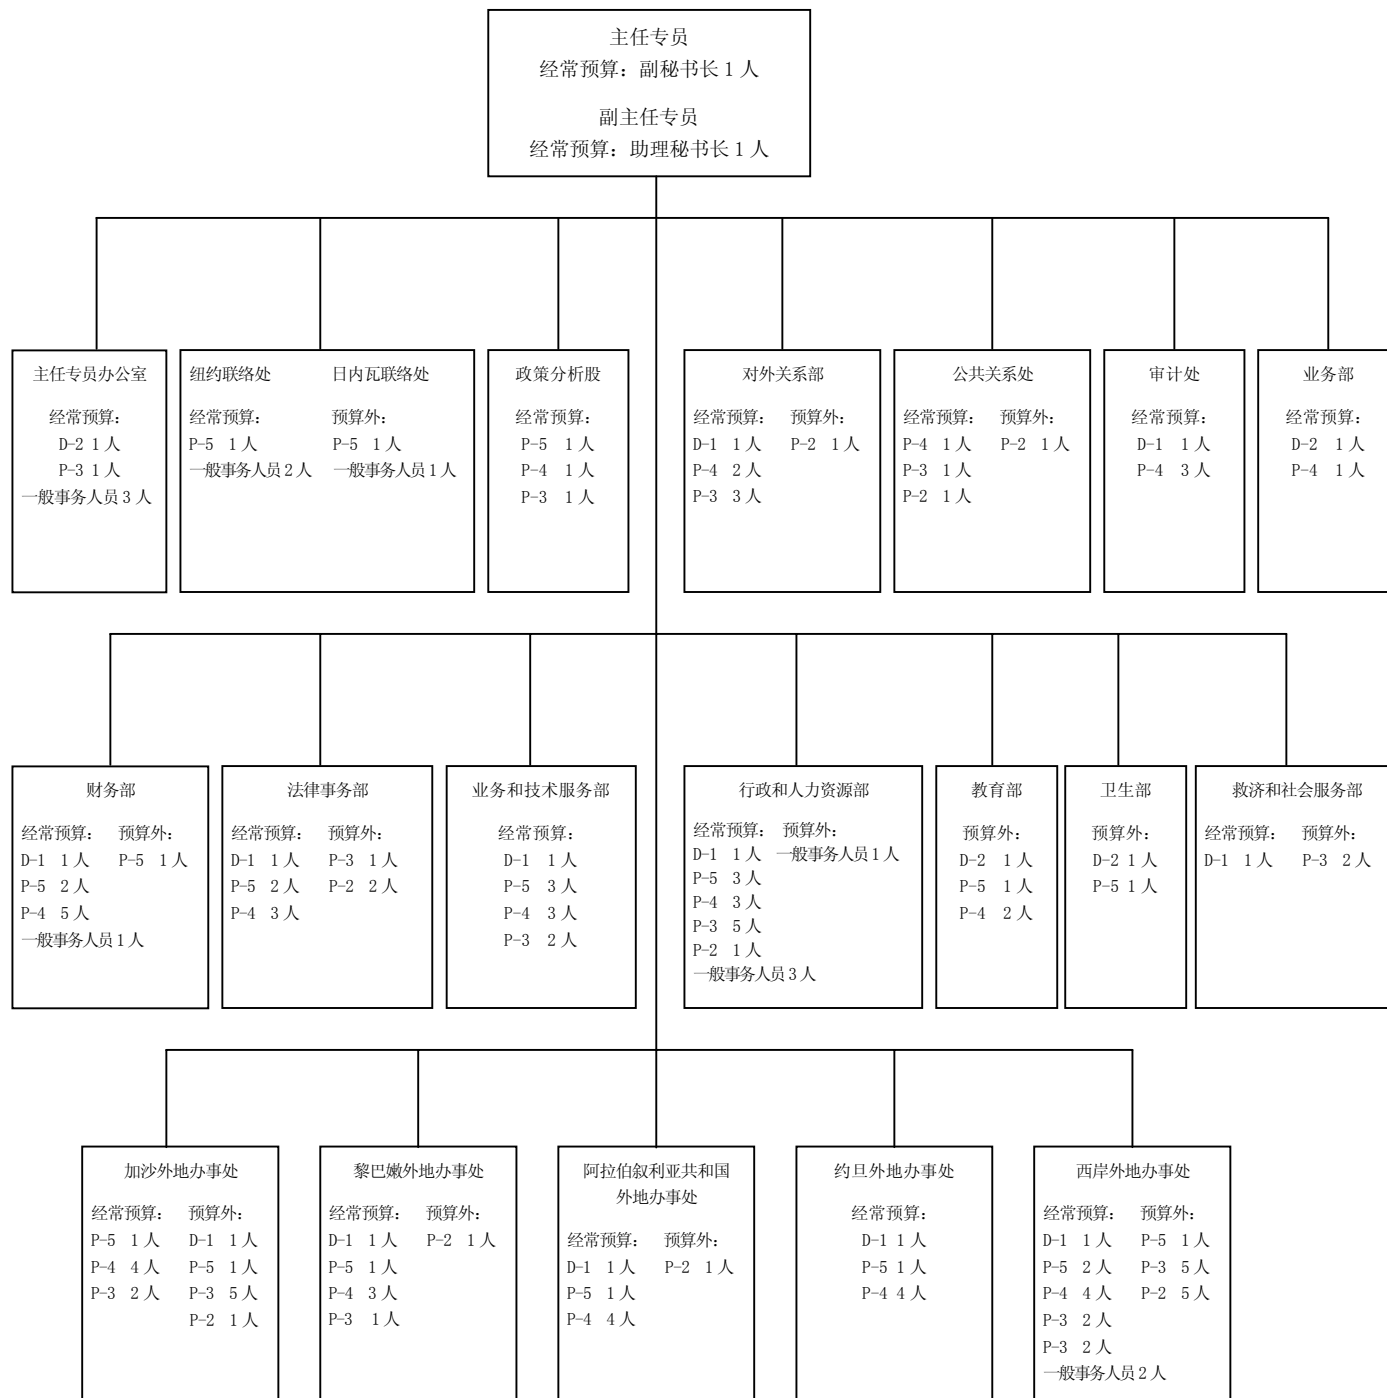 主任专员
经常预算：副秘书长 1 人
副主任专员
经常预算：助理秘书长 1 人
主任专员办公室
经常预算：
D-2 1 人
P-3 1 人
一般事务人员 3 人
纽约联络处 日内瓦联络处
经常预算： 预算外：
P-5 1 人 P-5 1 人
一般事务人员 2 人 一般事务人员 1 人
政策分析股
经常预算：
P-5 1 人
P-4 1 人
P-3 1 人
对外关系部
经常预算： 预算外：
D-1 1 人 P-2 1 人
P-4 2 人
P-3 3 人
公共关系处
经常预算： 预算外：
P-4 1 人 P-2 1 人
P-3 1 人
P-2 1 人
审计处
经常预算：
D-1 1 人
P-4 3 人
业务部
经常预算：
D-2 1 人
P-4 1 人
财务部
经常预算： 预算外：
D-1 1 人 P-5 1 人
P-5 2 人
P-4 5 人
一般事务人员 1 人
法律事务部
经常预算： 预算外：
D-1 1 人 P-3 1 人
P-5 2 人 P-2 2 人
P-4 3 人
业务和技术服务部
经常预算：
D-1 1 人
P-5 3 人
P-4 3 人
P-3 2 人
行政和人力资源部
经常预算： 预算外：
D-1 1 人 一般事务人员 1 人
P-5 3 人
P-4 3 人
P-3 5 人
P-2 1 人
一般事务人员 3 人
教育部
预算外：
D-2 1 人
P-5 1 人
P-4 2 人
卫生部
预算外：
D-2 1 人
P-5 1 人
救济和社会服务部
经常预算： 预算外：
D-1 1 人 P-3 2 人
加沙外地办事处
经常预算： 预算外：
P-5 1 人 D-1 1 人
P-4 4 人 P-5 1 人
P-3 2 人 P-3 5 人
P-2 1 人
黎巴嫩外地办事处
经常预算： 预算外：
D-1 1 人 P-2 1 人
P-5 1 人
P-4 3 人
P-3 1 人
阿拉伯叙利亚共和国
外地办事处
经常预算： 预算外：
D-1 1 人 P-2 1 人
P-5 1 人
P-4 4 人
约旦外地办事处
经常预算：
D-1 1 人
P-5 1 人
P-4 4 人
西岸外地办事处
经常预算： 预算外：
D-1 1 人 P-5 1 人
P-5 2 人 P-3 5 人
P-4 4 人 P-2 5 人
P-3 2 人
P-3 2 人
一般事务人员 2 人